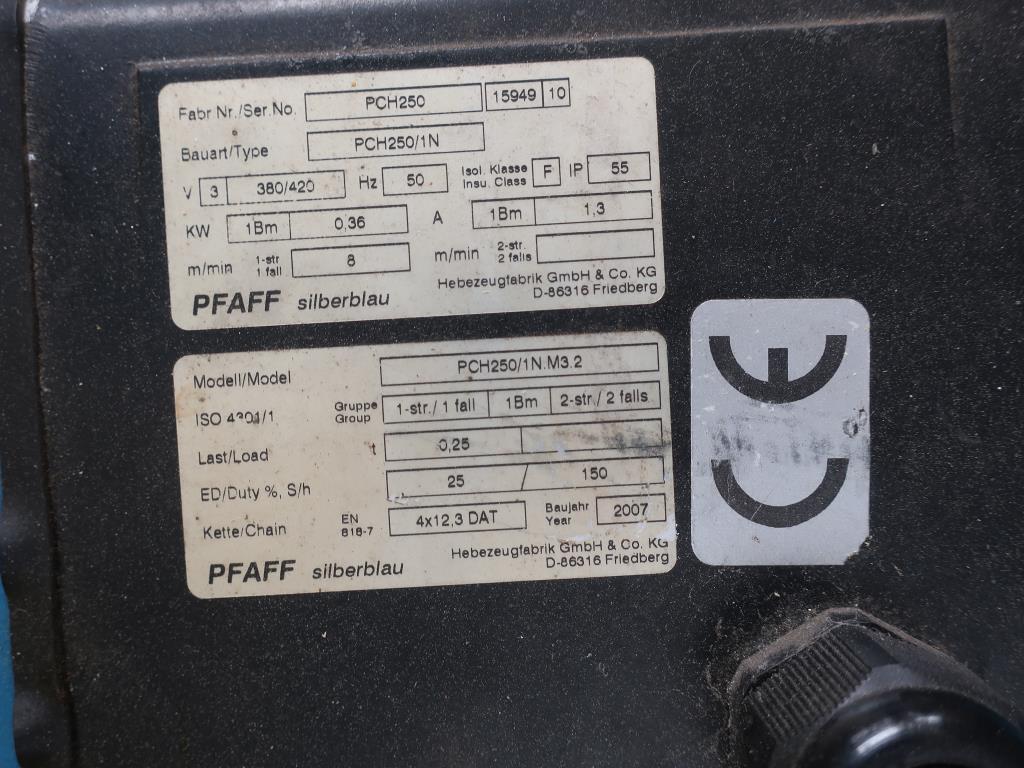 Fabr Nr./Ser.No. PCH250 15949 10
Bauart/Type PCH250/1N
V 3 380/420 Hz 50 Isol. Klasse Insu. Class F IP 55
KW 1Bm 0,36 A 1Bm 1,3
m/min 1-str 1 fall 8 m/min 2-str. 2 falls
PFAFF silberblau Hebezeugfabrik GmbH & Co. KG
D-86316 Friedberg
Modell/Model PCH250/1N.M3.2
ISO 4301/1 Gruppe Group 1-str./ 1 fall 1Bm 2-str./ 2 falls
Last/Load t 0,25
ED/Duty %, S/h 25 / 150
Kette/Chain EN 818-7 4x12,3 DAT Baujahr Year 2007
PFAFF silberblau Hebezeugfabrik GmbH & Co. KG
D-86316 Friedberg
CE